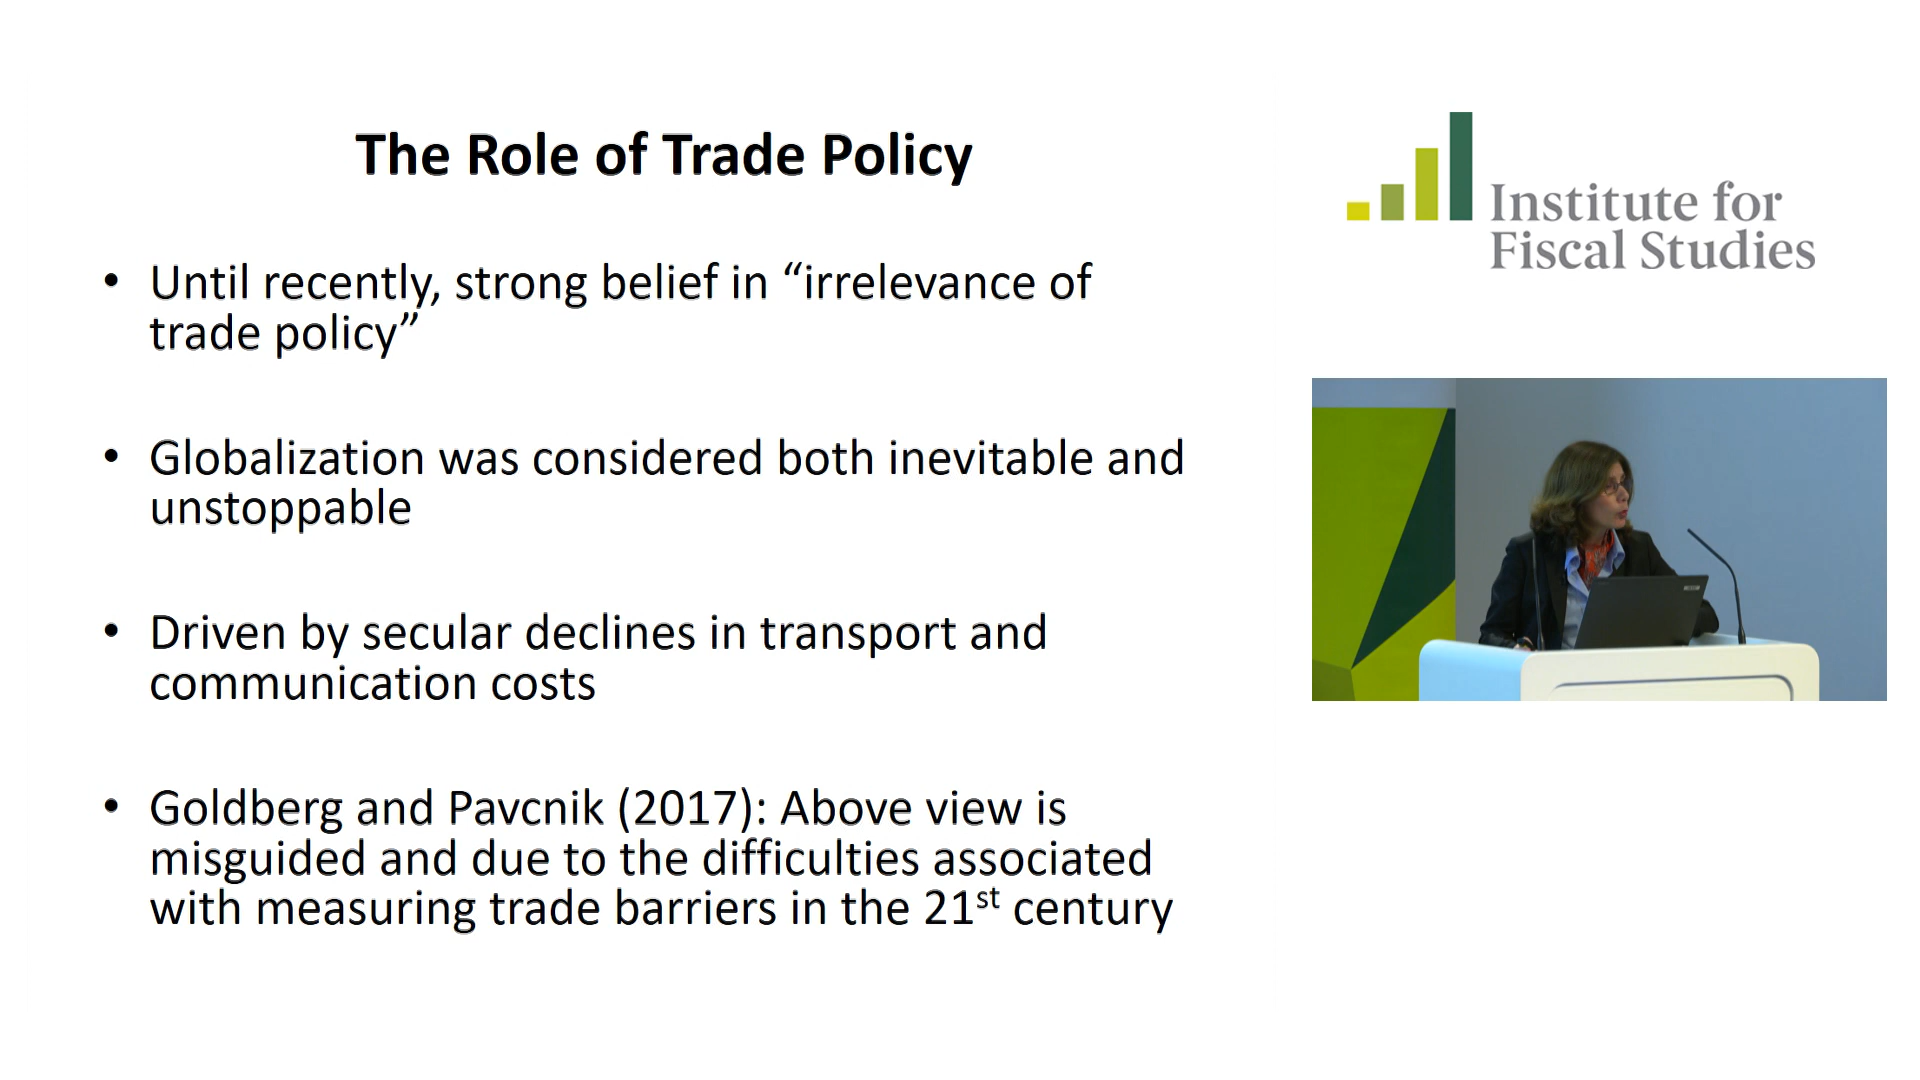 The Role of Trade Policy
• Until recently, strong belief in “irrelevance of
trade policy”
• Globalization was considered both inevitable and
unstoppable
• Driven by secular declines in transport and
communication costs
• Goldberg and Pavcnik (2017): Above view is
misguided and due to the difficulties associated
with measuring trade barriers in the 21st century
Institute for
Fiscal Studies